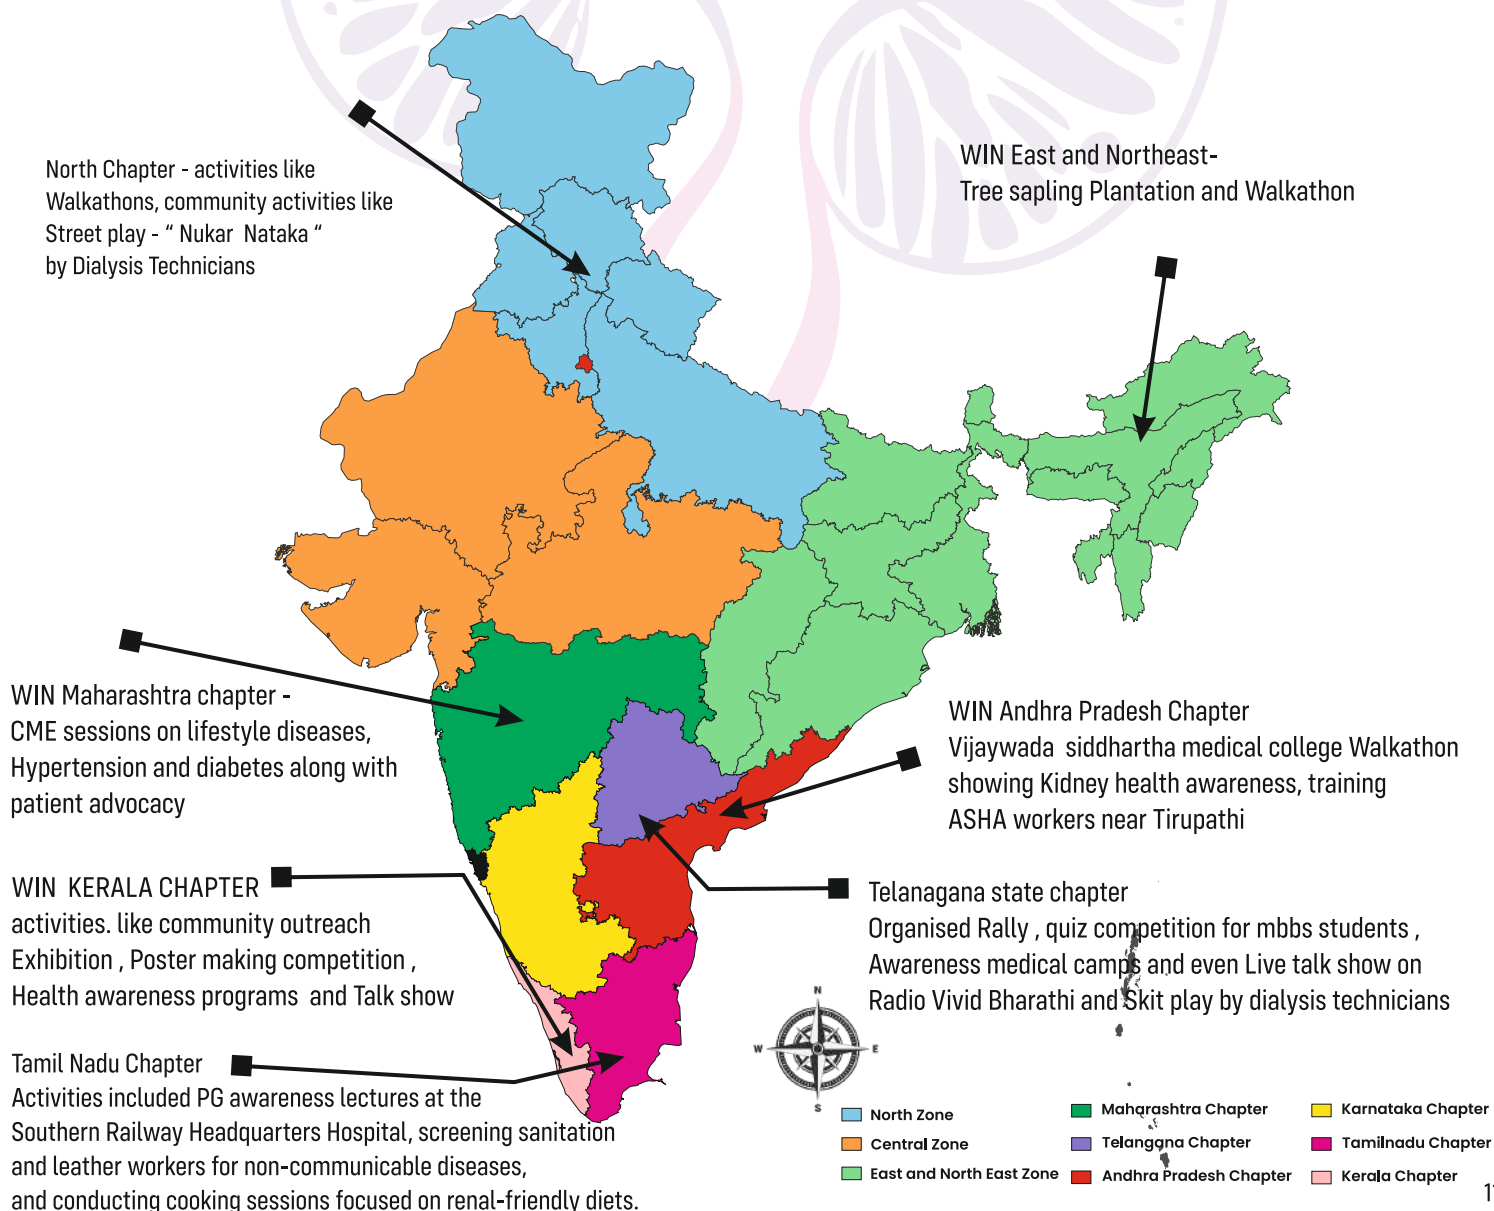 North Chapter - activities like
Walkathons, community activities like
Street play - “ Nukar Nataka “
by Dialysis Technicians
WIN East and Northeast-
Tree sapling Plantation and Walkathon
WIN Maharashtra chapter -
CME sessions on lifestyle diseases,
Hypertension and diabetes along with
patient advocacy
WIN Andhra Pradesh Chapter
Vijaywada siddhartha medical college Walkathon
showing Kidney health awareness, training
ASHA workers near Tirupathi
WIN KERALA CHAPTER
activities. like community outreach
Exhibition , Poster making competition ,
Health awareness programs and Talk show
Telanagana state chapter
Organised Rally , quiz competition for mbbs students ,
Awareness medical camps and even Live talk show on
Radio Vivid Bharathi and Skit play by dialysis technicians
Tamil Nadu Chapter
Activities included PG awareness lectures at the
Southern Railway Headquarters Hospital, screening sanitation
and leather workers for non-communicable diseases,
and conducting cooking sessions focused on renal-friendly diets.
N
W E
S
North Zone
Central Zone
East and North East Zone
Maharashtra Chapter
Telangana Chapter
Andhra Pradesh Chapter
Karnataka Chapter
Tamilnadu Chapter
Kerala Chapter